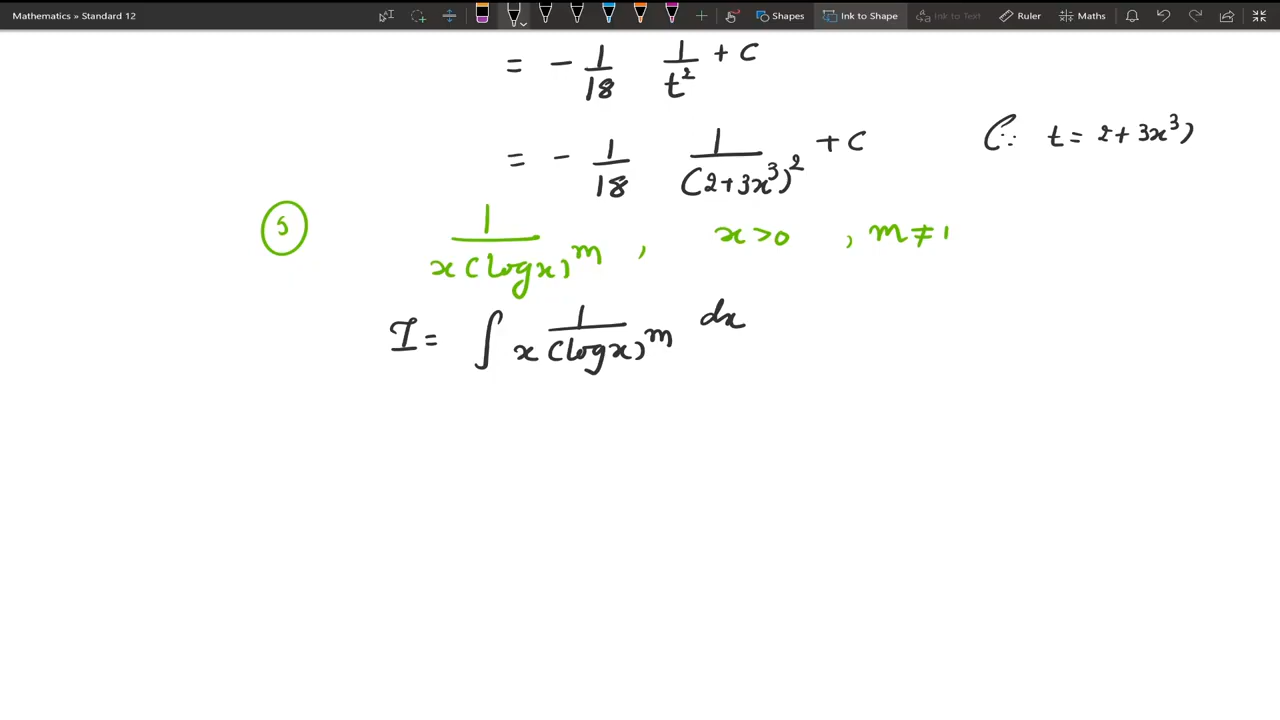 Mathematics » Standard 12 Shapes Ink to Shape Ink to Text Ruler Maths
= - 1/18 1/t² + c
= - 1/18 1/(2+3x³)² + c (∵ t = 2+3x³)
5 1/x(logx)^m , x>0 , m≠1
I = ∫ x 1/(logx)^m dx